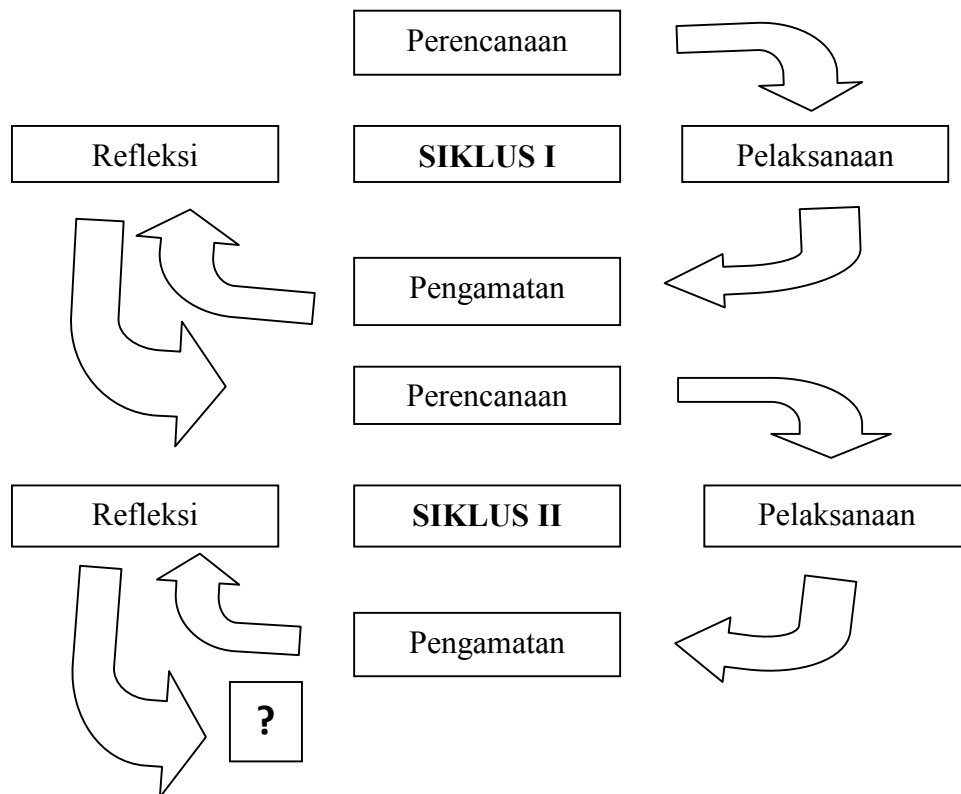 Perencanaan
Refleksi
SIKLUS I
Pelaksanaan
Pengamatan
Perencanaan
Refleksi
SIKLUS II
Pelaksanaan
Pengamatan
?